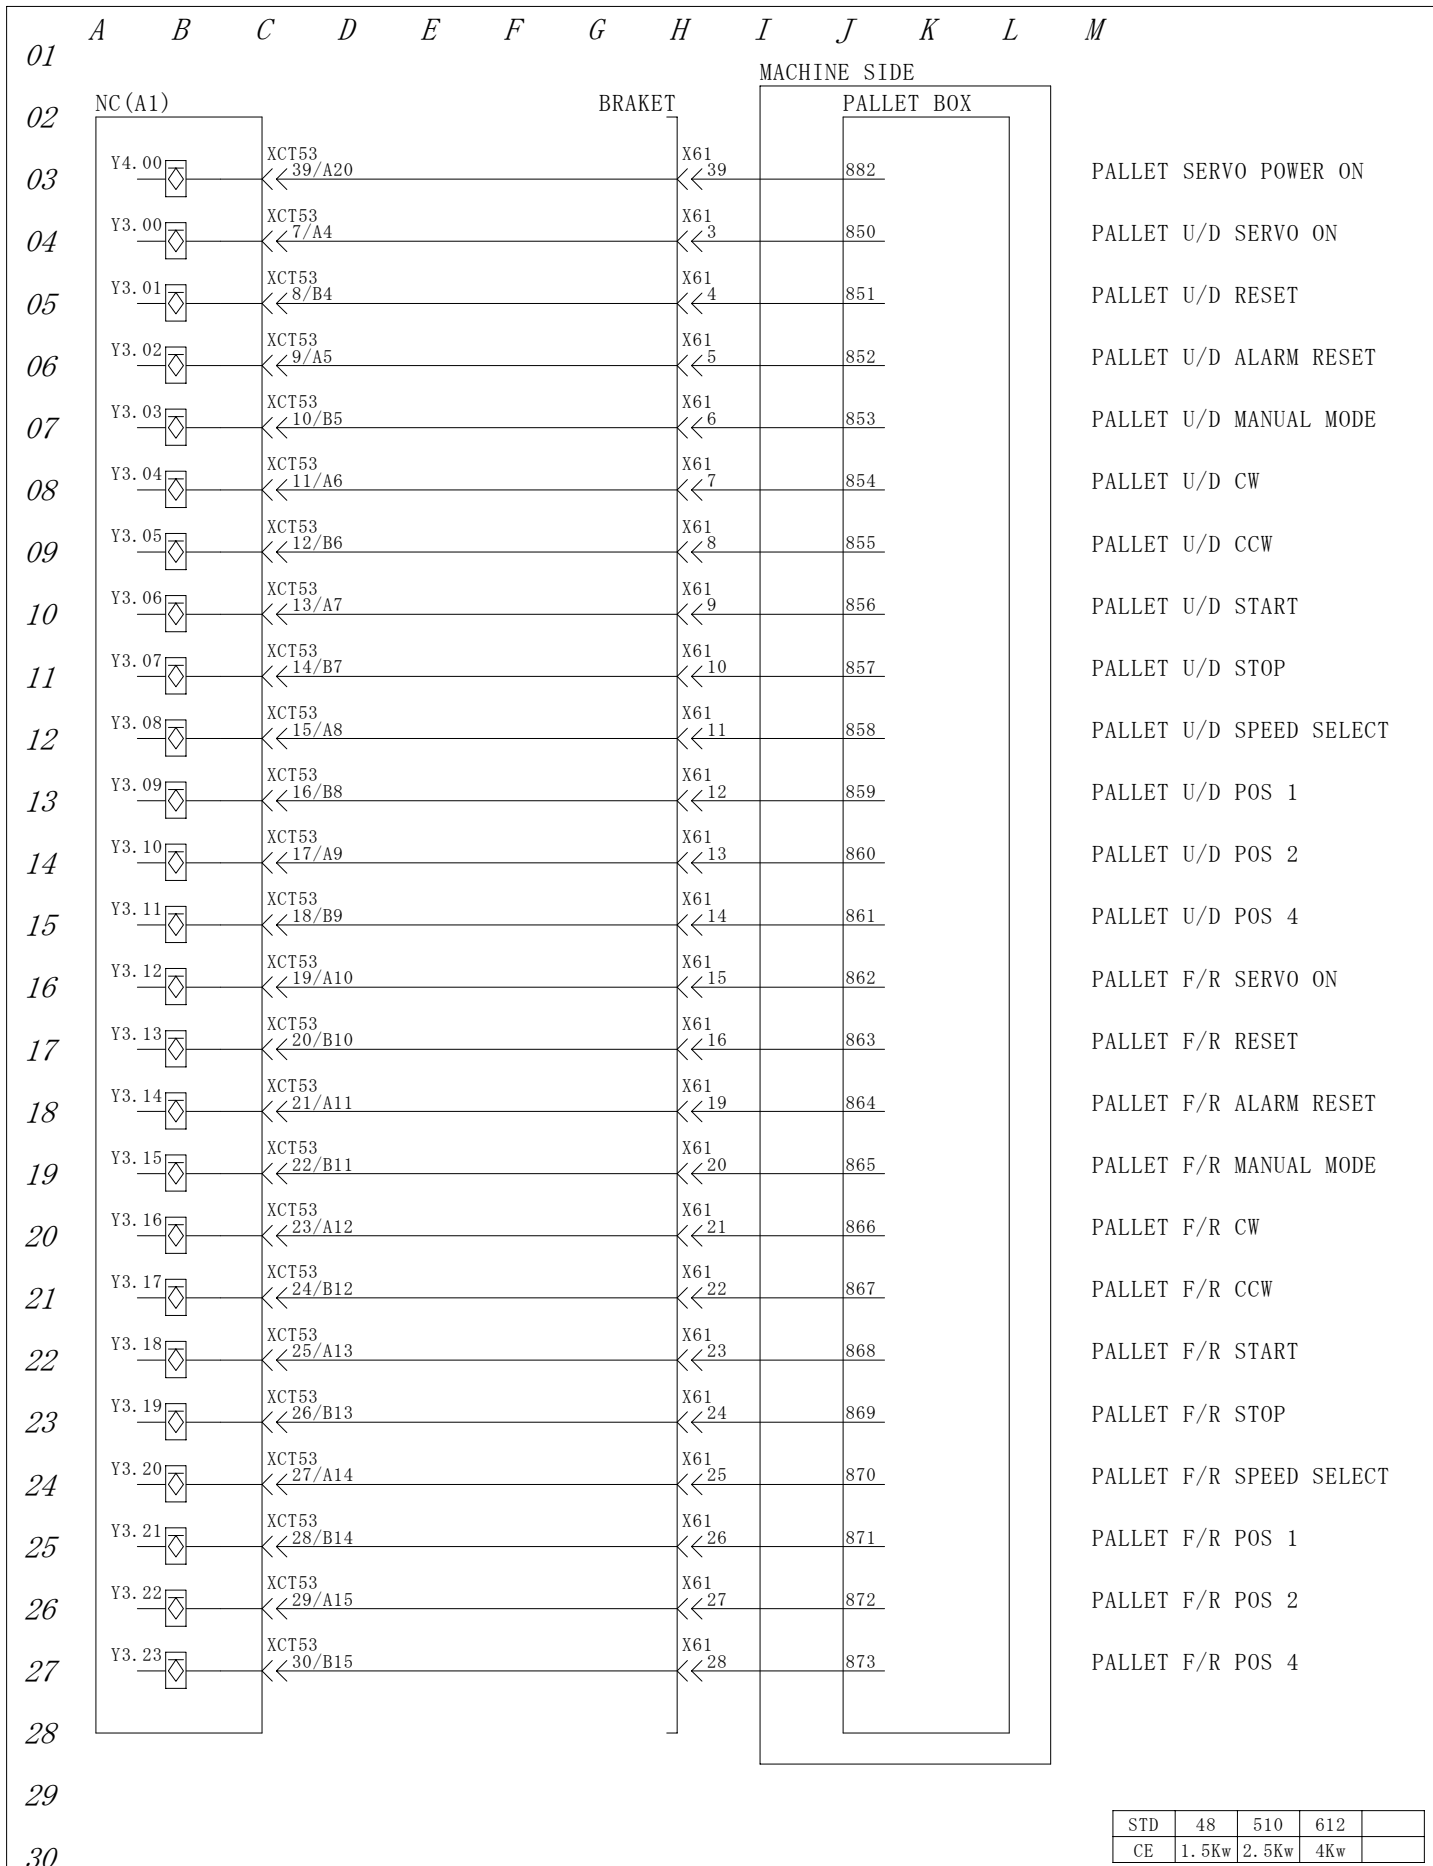 A B C D E F G H I J K L M
01
MACHINE SIDE
02 NC(A1) BRAKET PALLET BOX
03 Y4.00 XCT53 39/A20 X61 39 882 PALLET SERVO POWER ON
04 Y3.00 XCT53 7/A4 X61 3 850 PALLET U/D SERVO ON
05 Y3.01 XCT53 8/B4 X61 4 851 PALLET U/D RESET
06 Y3.02 XCT53 9/A5 X61 5 852 PALLET U/D ALARM RESET
07 Y3.03 XCT53 10/B5 X61 6 853 PALLET U/D MANUAL MODE
08 Y3.04 XCT53 11/A6 X61 7 854 PALLET U/D CW
09 Y3.05 XCT53 12/B6 X61 8 855 PALLET U/D CCW
10 Y3.06 XCT53 13/A7 X61 9 856 PALLET U/D START
11 Y3.07 XCT53 14/B7 X61 10 857 PALLET U/D STOP
12 Y3.08 XCT53 15/A8 X61 11 858 PALLET U/D SPEED SELECT
13 Y3.09 XCT53 16/B8 X61 12 859 PALLET U/D POS 1
14 Y3.10 XCT53 17/A9 X61 13 860 PALLET U/D POS 2
15 Y3.11 XCT53 18/B9 X61 14 861 PALLET U/D POS 4
16 Y3.12 XCT53 19/A10 X61 15 862 PALLET F/R SERVO ON
17 Y3.13 XCT53 20/B10 X61 16 863 PALLET F/R RESET
18 Y3.14 XCT53 21/A11 X61 19 864 PALLET F/R ALARM RESET
19 Y3.15 XCT53 22/B11 X61 20 865 PALLET F/R MANUAL MODE
20 Y3.16 XCT53 23/A12 X61 21 866 PALLET F/R CW
21 Y3.17 XCT53 24/B12 X61 22 867 PALLET F/R CCW
22 Y3.18 XCT53 25/A13 X61 23 868 PALLET F/R START
23 Y3.19 XCT53 26/B13 X61 24 869 PALLET F/R STOP
24 Y3.20 XCT53 27/A14 X61 25 870 PALLET F/R SPEED SELECT
25 Y3.21 XCT53 28/B14 X61 26 871 PALLET F/R POS 1
26 Y3.22 XCT53 29/A15 X61 27 872 PALLET F/R POS 2
27 Y3.23 XCT53 30/B15 X61 28 873 PALLET F/R POS 4
28
29
STD 48 510 612
30 CE 1.5Kw 2.5Kw 4Kw